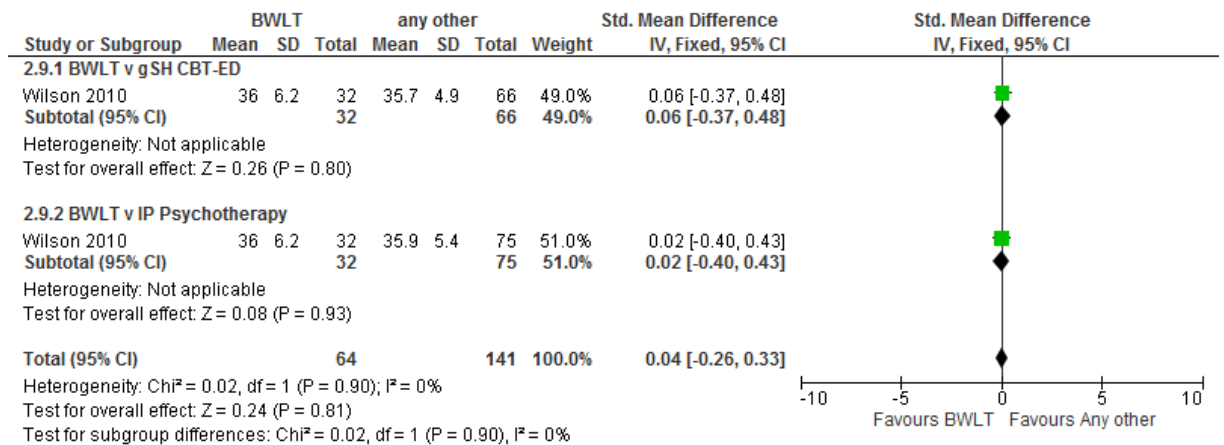 BWLT any other Std. Mean Difference Std. Mean Difference
Study or Subgroup Mean SD Total Mean SD Total Weight IV, Fixed, 95% CI IV, Fixed, 95% CI
2.9.1 BWLT v gSH CBT-ED
Wilson 2010 36 6.2 32 35.7 4.9 66 49.0% 0.06 [-0.37, 0.48]
Subtotal (95% CI) 32 66 49.0% 0.06 [-0.37, 0.48]
Heterogeneity: Not applicable
Test for overall effect: Z = 0.26 (P = 0.80)
2.9.2 BWLT v IP Psychotherapy
Wilson 2010 36 6.2 32 35.9 5.4 75 51.0% 0.02 [-0.40, 0.43]
Subtotal (95% CI) 32 75 51.0% 0.02 [-0.40, 0.43]
Heterogeneity: Not applicable
Test for overall effect: Z = 0.08 (P = 0.93)
Total (95% CI) 64 141 100.0% 0.04 [-0.26, 0.33]
Heterogeneity: Chi² = 0.02, df = 1 (P = 0.90); I² = 0%
Test for overall effect: Z = 0.24 (P = 0.81)
Test for subgroup differences: Chi² = 0.02, df = 1 (P = 0.90), I² = 0%
-10 -5 0 5 10
Favours BWLT Favours Any other